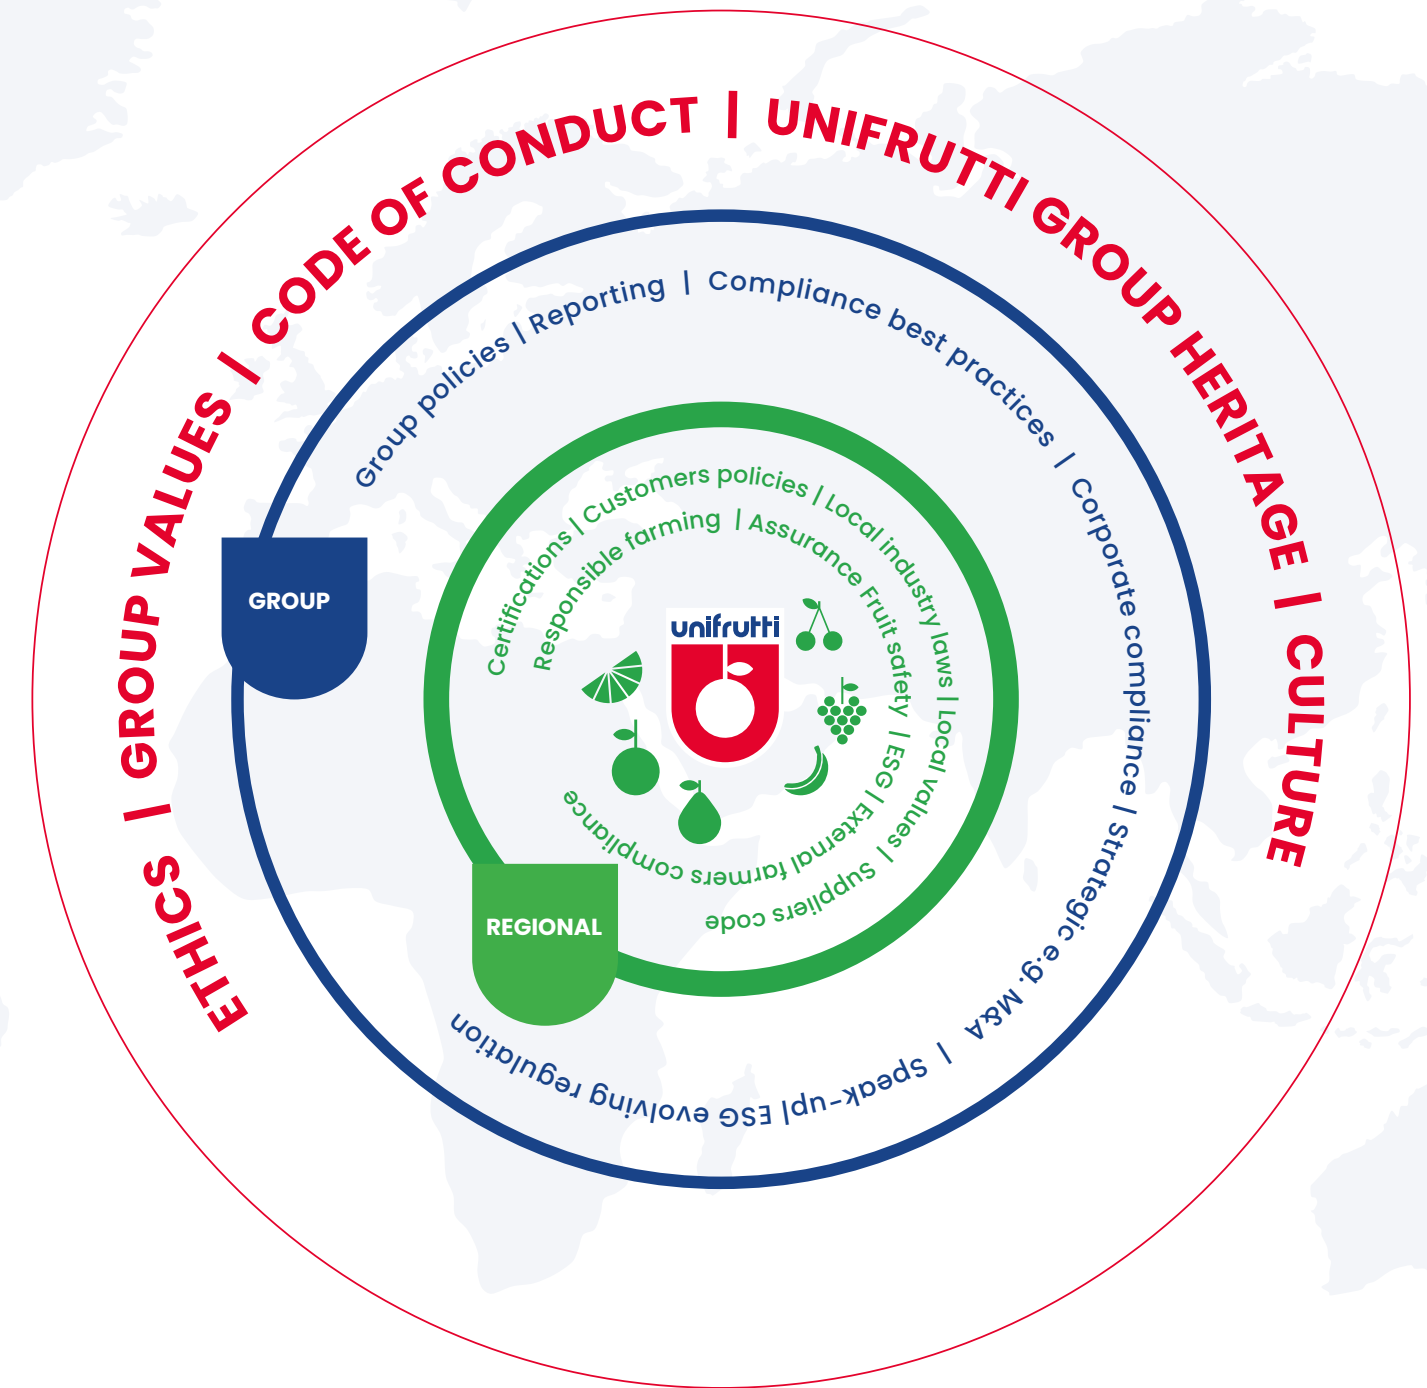 ETHICS | GROUP VALUES | CODE OF CONDUCT | UNIFRUTTI GROUP HERITAGE | CULTURE
Group policies | Reporting | Compliance best practices | Corporate compliance | Strategic e.g. M&A | Speak-up| ESG evolving regulation
GROUP
Certifications | Customers policies | Local industry laws | Local values | Suppliers code
Responsible farming | Assurance Fruit safety | ESG | External farmers compliance
unifrutti
REGIONAL